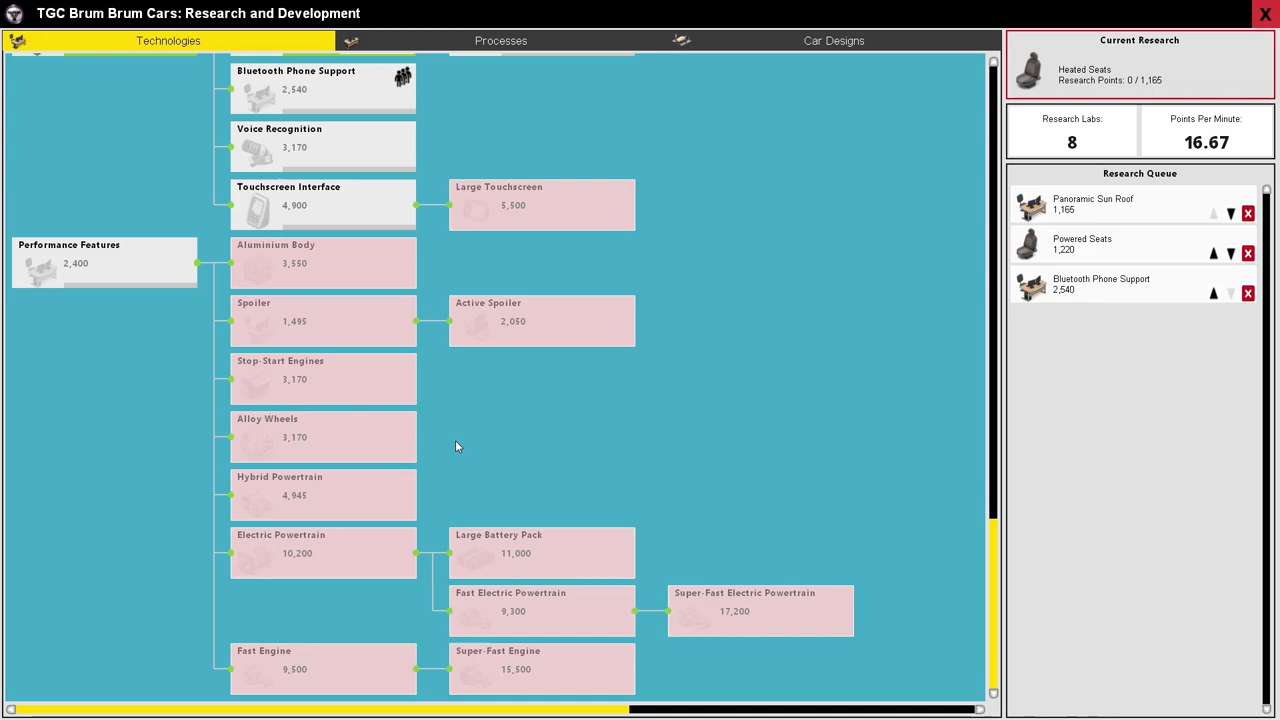 TGC Brum Brum Cars: Research and Development
X
Technologies
Processes
Car Designs
Bluetooth Phone Support
2,540
Voice Recognition
3,170
Touchscreen Interface
4,900
Large Touchscreen
5,500
Performance Features
2,400
Aluminium Body
3,550
Spoiler
1,495
Active Spoiler
2,050
Stop-Start Engines
3,170
Alloy Wheels
3,170
Hybrid Powertrain
4,945
Electric Powertrain
10,200
Large Battery Pack
11,000
Fast Electric Powertrain
9,300
Super-Fast Electric Powertrain
17,200
Fast Engine
9,500
Super-Fast Engine
15,500
Current Research
Heated Seats
Research Points: 0 / 1,165
Research Labs:
8
Points Per Minute:
16.67
Research Queue
Panoramic Sun Roof
1,165
Powered Seats
1,220
Bluetooth Phone Support
2,540